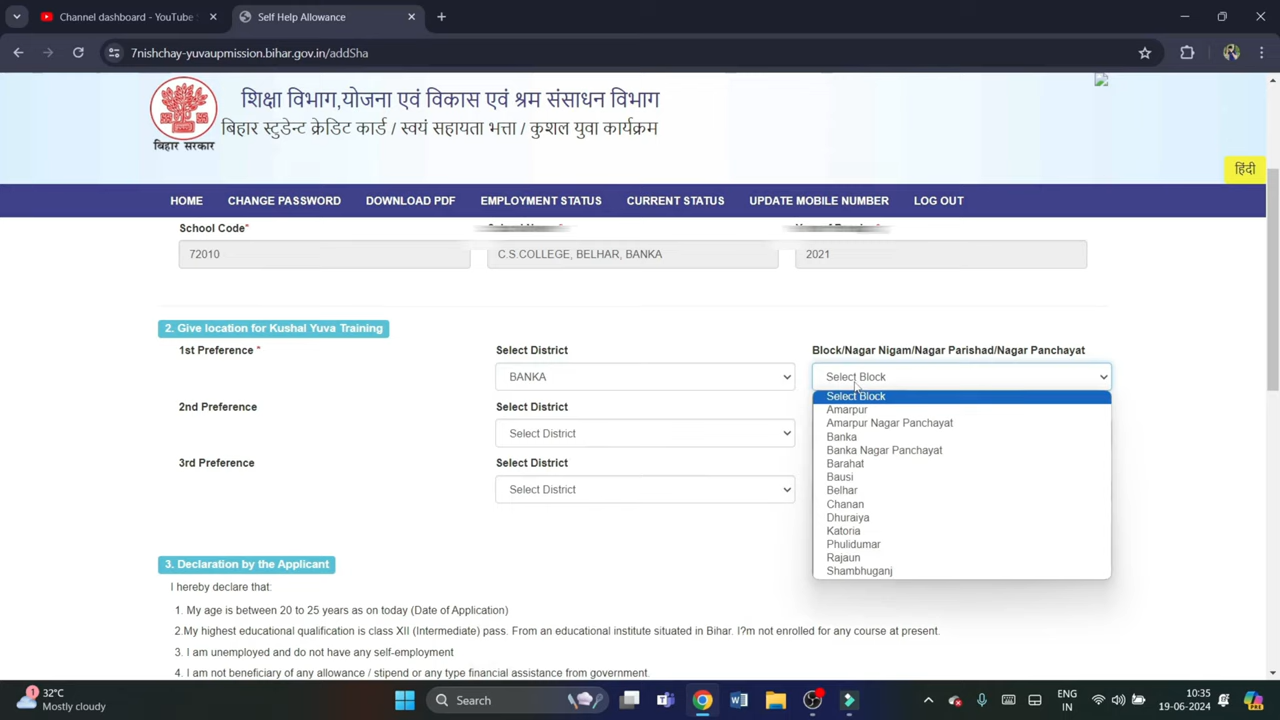 Channel dashboard - YouTube
Self Help Allowance
7nishchay-yuvaupmission.bihar.gov.in/addSha
शिक्षा विभाग,योजना एवं विकास एवं श्रम संसाधन विभाग
बिहार स्टुडेन्ट क्रेडिट कार्ड / स्वयं सहायता भत्ता / कुशल युवा कार्यक्रम
बिहार सरकार
हिंदी
HOME CHANGE PASSWORD DOWNLOAD PDF EMPLOYMENT STATUS CURRENT STATUS UPDATE MOBILE NUMBER LOG OUT
School Code*
72010 C.S.COLLEGE, BELHAR, BANKA 2021
2. Give location for Kushal Yuva Training
1st Preference * Select District Block/Nagar Nigam/Nagar Parishad/Nagar Panchayat
BANKA Select Block
Select Block
Amarpur
Amarpur Nagar Panchayat
Banka
Banka Nagar Panchayat
Barahat
Bausi
Belhar
Chanan
Dhuraiya
Katoria
Phulidumar
Rajaun
Shambhuganj
2nd Preference Select District
Select District
3rd Preference Select District
Select District
3. Declaration by the Applicant
I hereby declare that:
1. My age is between 20 to 25 years as on today (Date of Application)
2.My highest educational qualification is class XII (Intermediate) pass. From an educational institute situated in Bihar. I?m not enrolled for any course at present.
3. I am unemployed and do not have any self-employment
4. I am not beneficiary of any allowance / stipend or any type financial assistance from government.
1
32°C
Mostly cloudy
Search
ENG
IN
10:35
19-06-2024